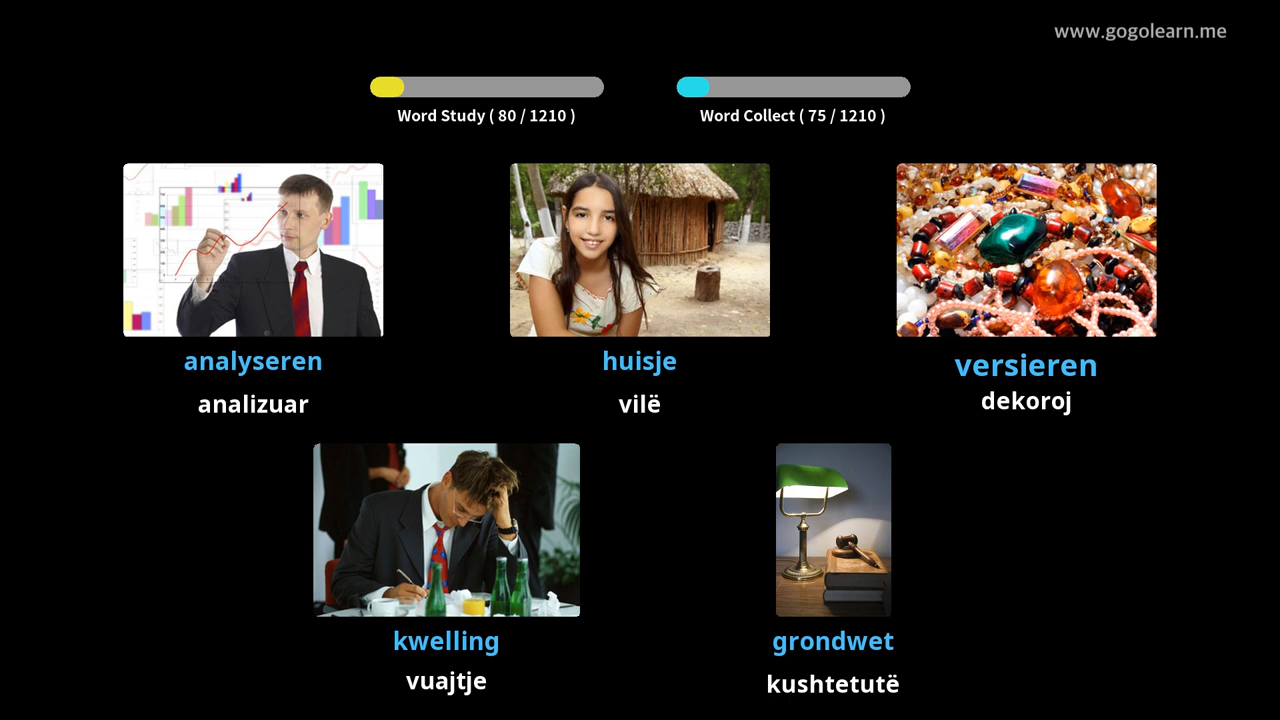 www.gogolearn.me
Word Study ( 80 / 1210 )
Word Collect ( 75 / 1210 )
analyseren
analizuar
huisje
vilë
versieren
dekoroj
kwelling
vuajtje
grondwet
kushtetutë